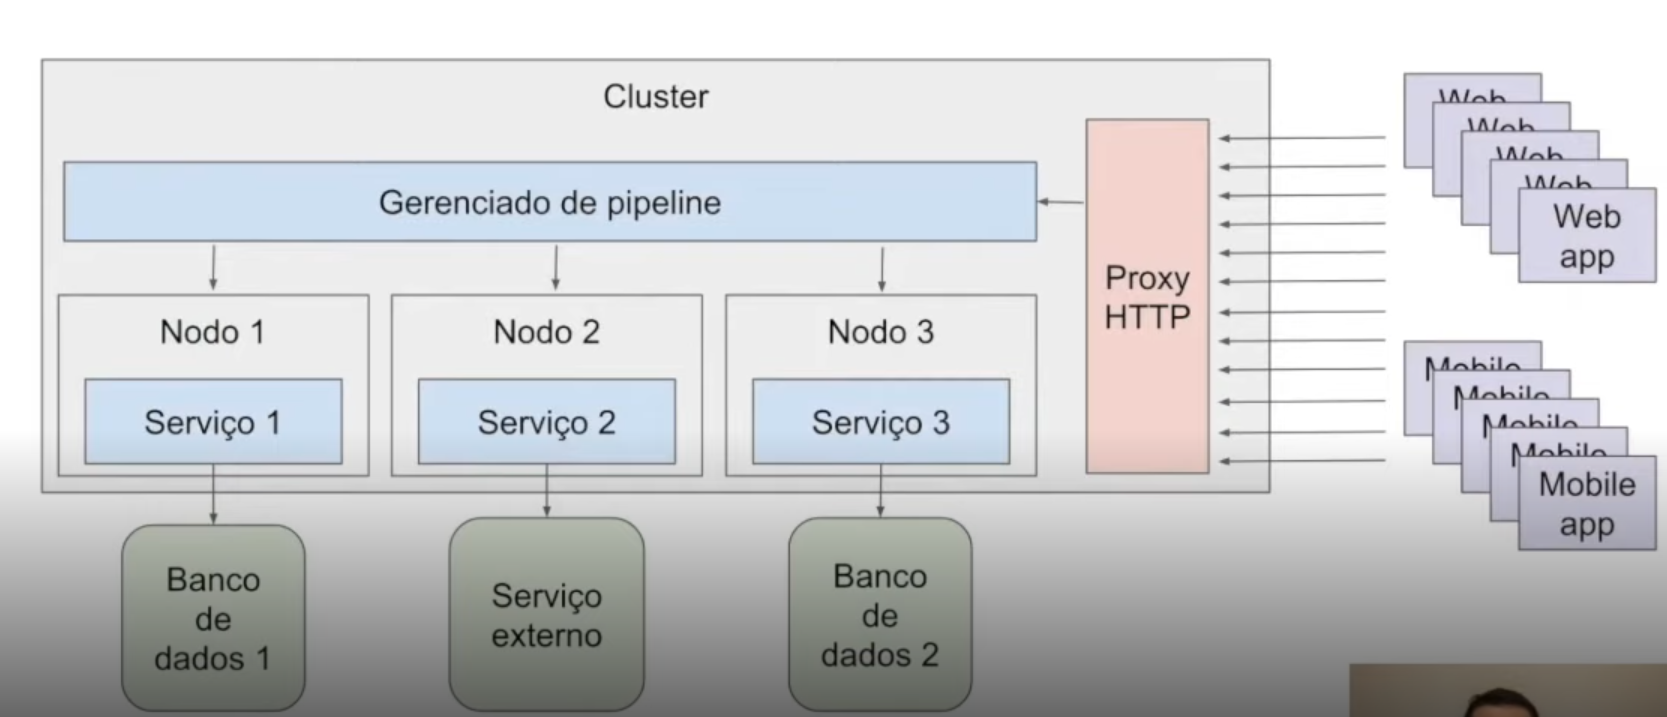 Cluster
Gerenciado de pipeline
Nodo 1
Nodo 2
Nodo 3
Serviço 1
Serviço 2
Serviço 3
Proxy
HTTP
Banco
de
dados 1
Serviço
externo
Banco
de
dados 2
Web
Web
Web
Web
Web
app
Mobile
Mobile
Mobile
Mobile
Mobile
app